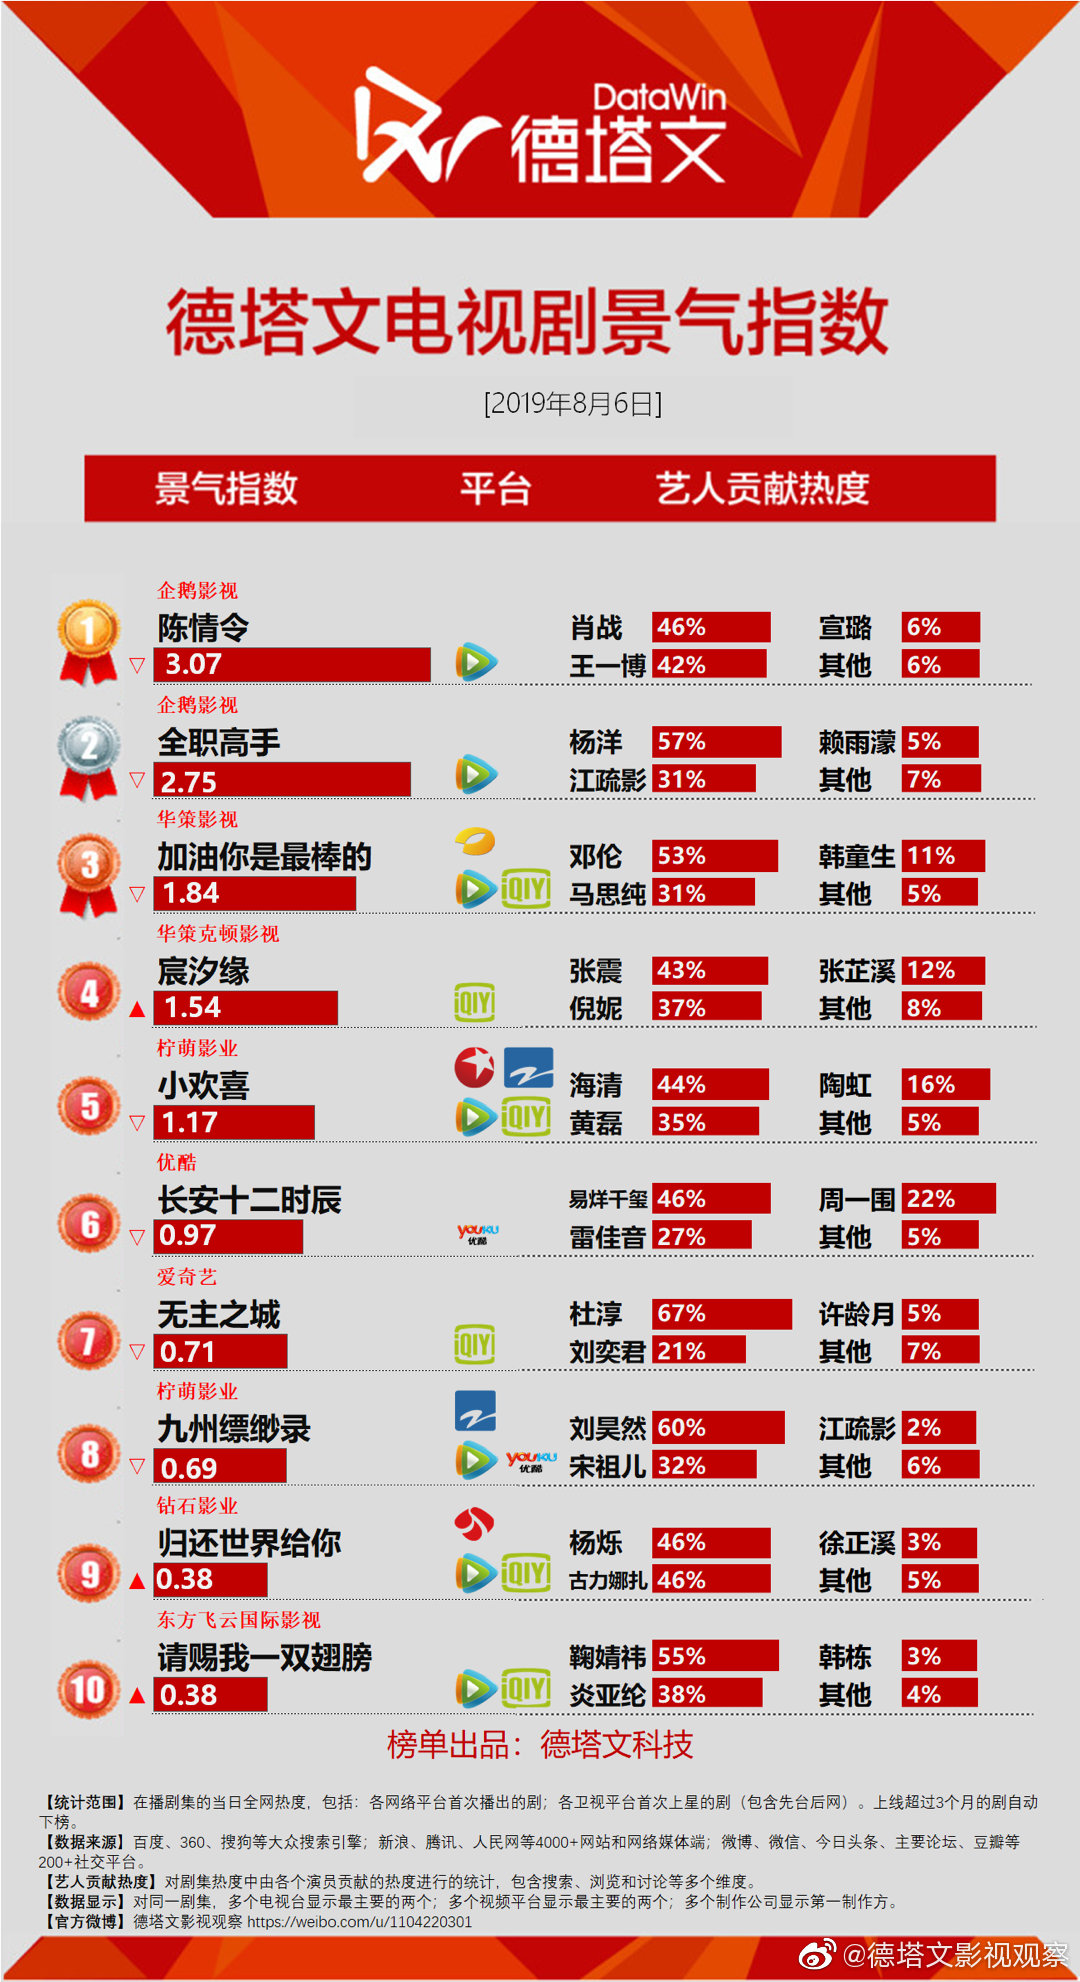 DataWin
德塔文
德塔文电视剧景气指数
[2019年8月6日]
景气指数 平台 艺人贡献热度
企鹅影视
1 陈情令 肖战 46% 宣璐 6%
▽ 3.07 王一博 42% 其他 6%
企鹅影视
2 全职高手 杨洋 57% 赖雨濛 5%
▽ 2.75 江疏影 31% 其他 7%
华策影视
3 加油你是最棒的 邓伦 53% 韩童生 11%
▽ 1.84 iQIYI 马思纯 31% 其他 5%
华策克顿影视
4 宸汐缘 张震 43% 张芷溪 12%
▲ 1.54 iQIYI 倪妮 37% 其他 8%
柠萌影业
5 小欢喜 海清 44% 陶虹 16%
▽ 1.17 iQIYI 黄磊 35% 其他 5%
优酷
6 长安十二时辰 易烊千玺 46% 周一围 22%
▽ 0.97 YOUKU 优酷 雷佳音 27% 其他 5%
爱奇艺
7 无主之城 杜淳 67% 许龄月 5%
▽ 0.71 iQIYI 刘奕君 21% 其他 7%
柠萌影业
8 九州缥缈录 刘昊然 60% 江疏影 2%
▽ 0.69 YOUKU 优酷 宋祖儿 32% 其他 6%
钻石影业
9 归还世界给你 杨烁 46% 徐正溪 3%
▲ 0.38 iQIYI 古力娜扎 46% 其他 5%
东方飞云国际影视
10 请赐我一双翅膀 鞠婧祎 55% 韩栋 3%
▲ 0.38 iQIYI 炎亚纶 38% 其他 4%
榜单出品：德塔文科技
【统计范围】在播剧集的当日全网热度，包括：各网络平台首次播出的剧；各卫视平台首次上星的剧（包含先台后网）。上线超过3个月的剧自动
下榜。
【数据来源】百度、360、搜狗等大众搜索引擎；新浪、腾讯、人民网等4000+网站和网络媒体端；微博、微信、今日头条、主要论坛、豆瓣等
200+社交平台。
【艺人贡献热度】对剧集热度中由各个演员贡献的热度进行的统计，包含搜索、浏览和讨论等多个维度。
【数据显示】对同一剧集，多个电视台显示最主要的两个；多个视频平台显示最主要的两个；多个制作公司显示第一制作方。
【官方微博】德塔文影视观察 https://weibo.com/u/1104220301
@德塔文影视观察